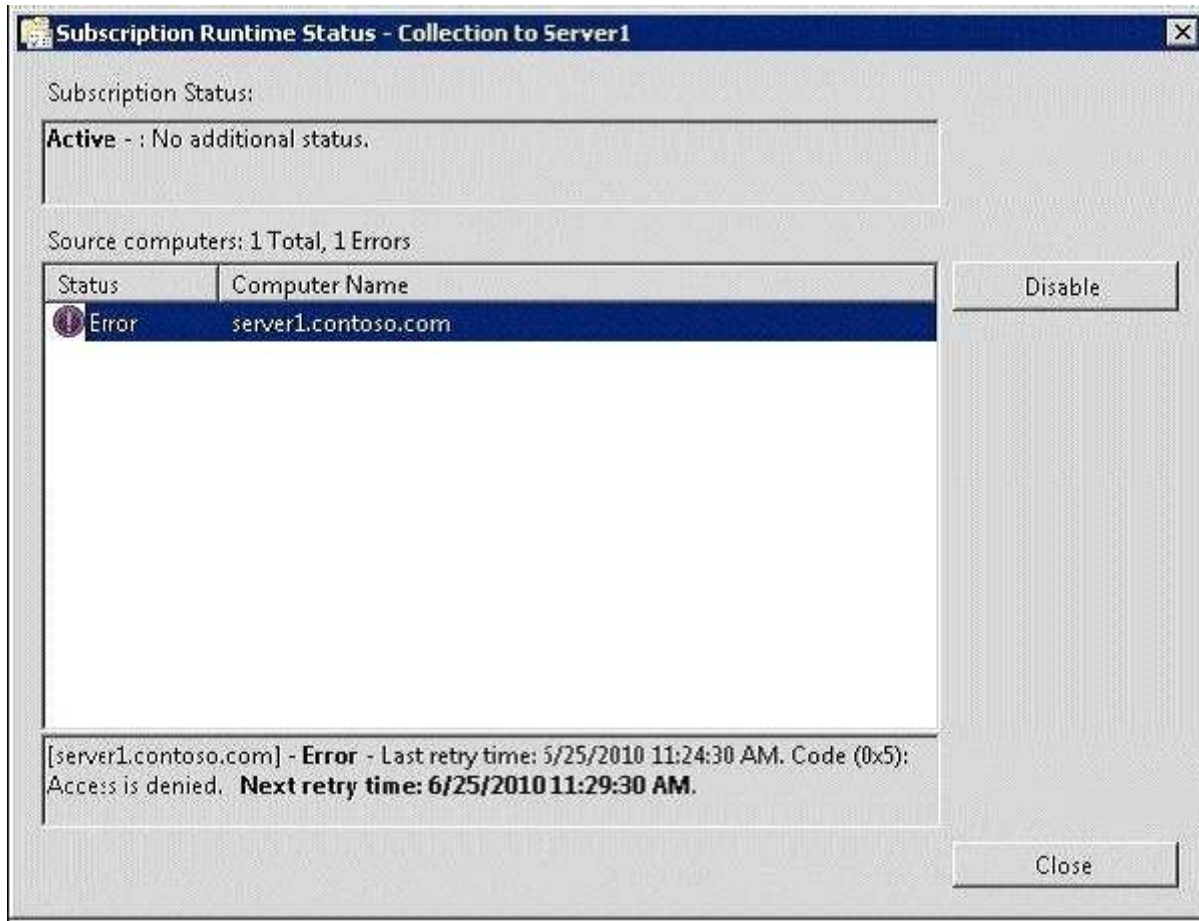 Subscription Runtime Status - Collection to Server1
Subscription Status:
Active - : No additional status.
Source computers: 1 Total, 1 Errors
Status Computer Name
Disable
Error server1.contoso.com
[server1.contoso.com] - Error - Last retry time: 5/25/2010 11:24:30 AM. Code (0x5):
Access is denied. Next retry time: 6/25/2010 11:29:30 AM.
Close